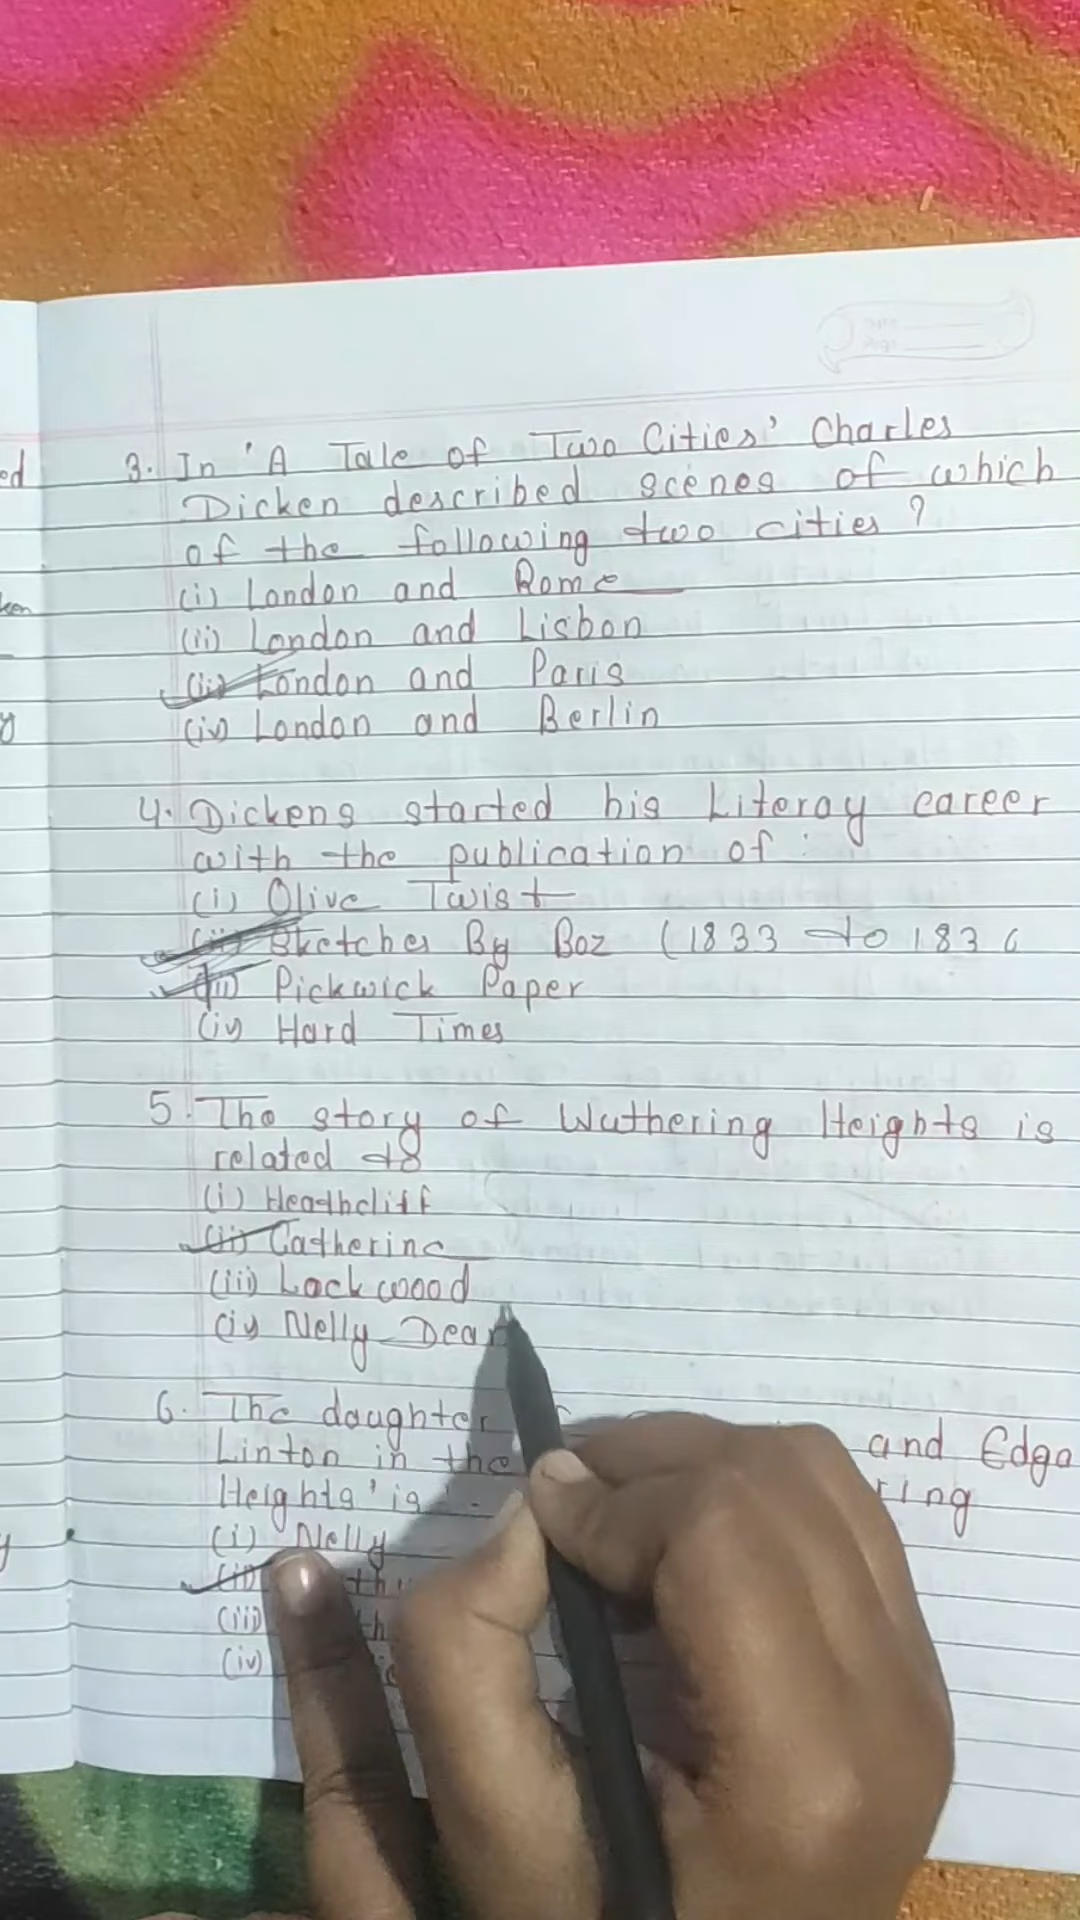 ed
3. In 'A Tale of Two Cities' Charles
Dicken described scenes of which
of the following two cities ?
(i) London and Rome
(ii) London and Lisbon
(iii) London and Paris
(iv) London and Berlin
4. Dickens started his Literay career
with the publication of :
(i) Olive Twist
(ii) Sketches By Boz (1833 to 1836
(iii) Pickwick Paper
(iv) Hard Times
5. The story of Wuthering Heights is
related to
(i) Heathcliff
(ii) Catherine
(iii) Lockwood
(iv) Nelly Dean
6. The daughter and Edga
Linton in the ring
Heights' is :-
(i) Nelly
(ii)
(iii)
(iv)